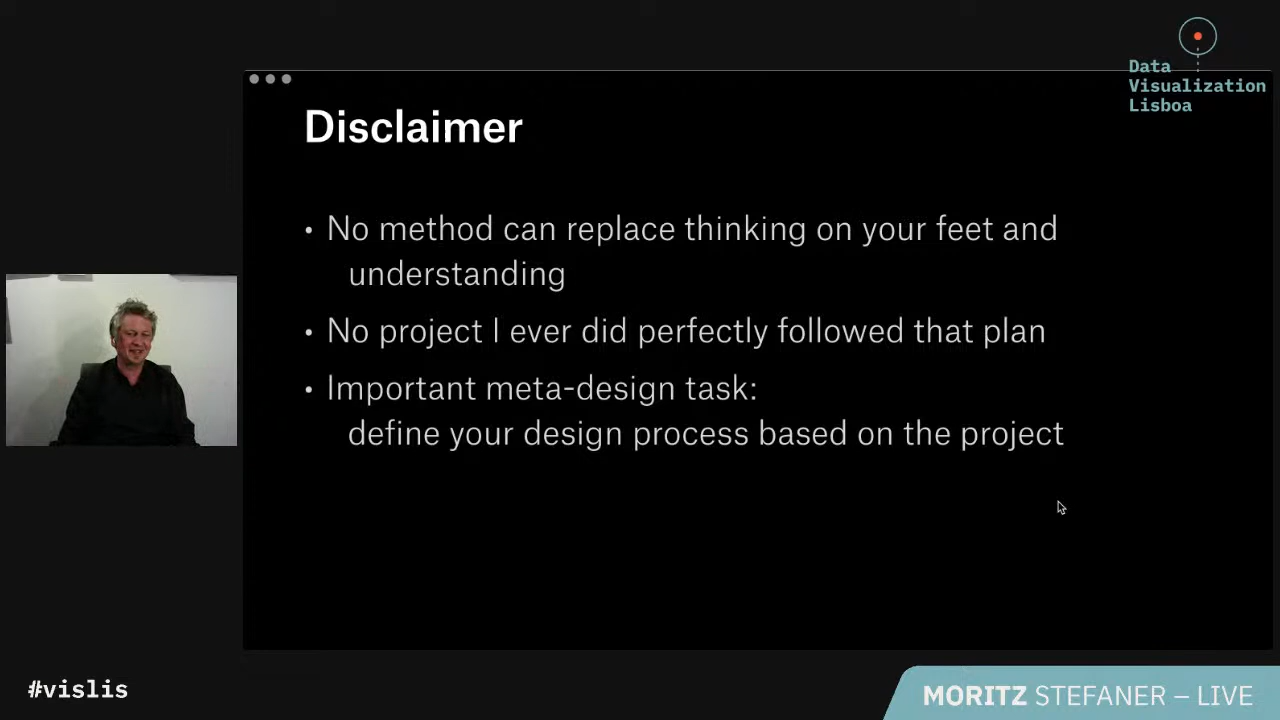 Data
Visualization
Lisboa
Disclaimer
• No method can replace thinking on your feet and
understanding
• No project I ever did perfectly followed that plan
• Important meta-design task:
define your design process based on the project
#vislis
MORITZ STEFANER – LIVE